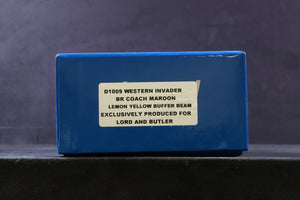 D1009 WESTERN INVADER
BR COACH MAROON
LEMON YELLOW BUFFER BEAM
EXCLUSIVELY PRODUCED FOR
LORD AND BUTLER